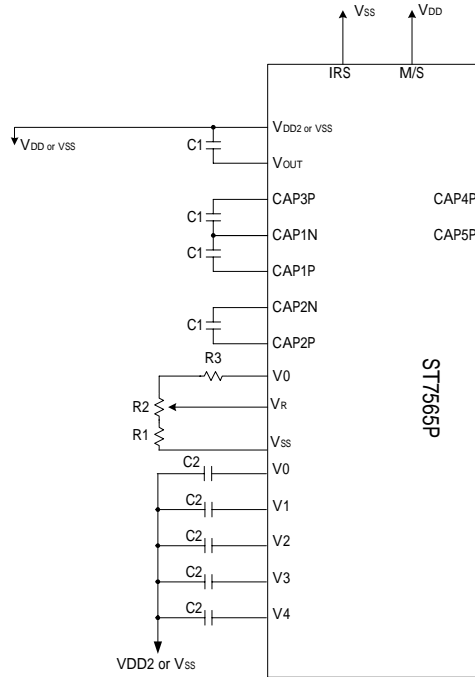 VSS VDD
IRS M/S
VDD or VSS
C1
VDD2 or VSS
VOUT
CAP3P CAP4P
C1
CAP1N CAP5P
C1
CAP1P
CAP2N
C1
CAP2P
R3
V0
R2
VR
R1
VSS
C2
V0
C2
V1
C2
V2
C2
V3
C2
V4
VDD2 or VSS
ST7565P